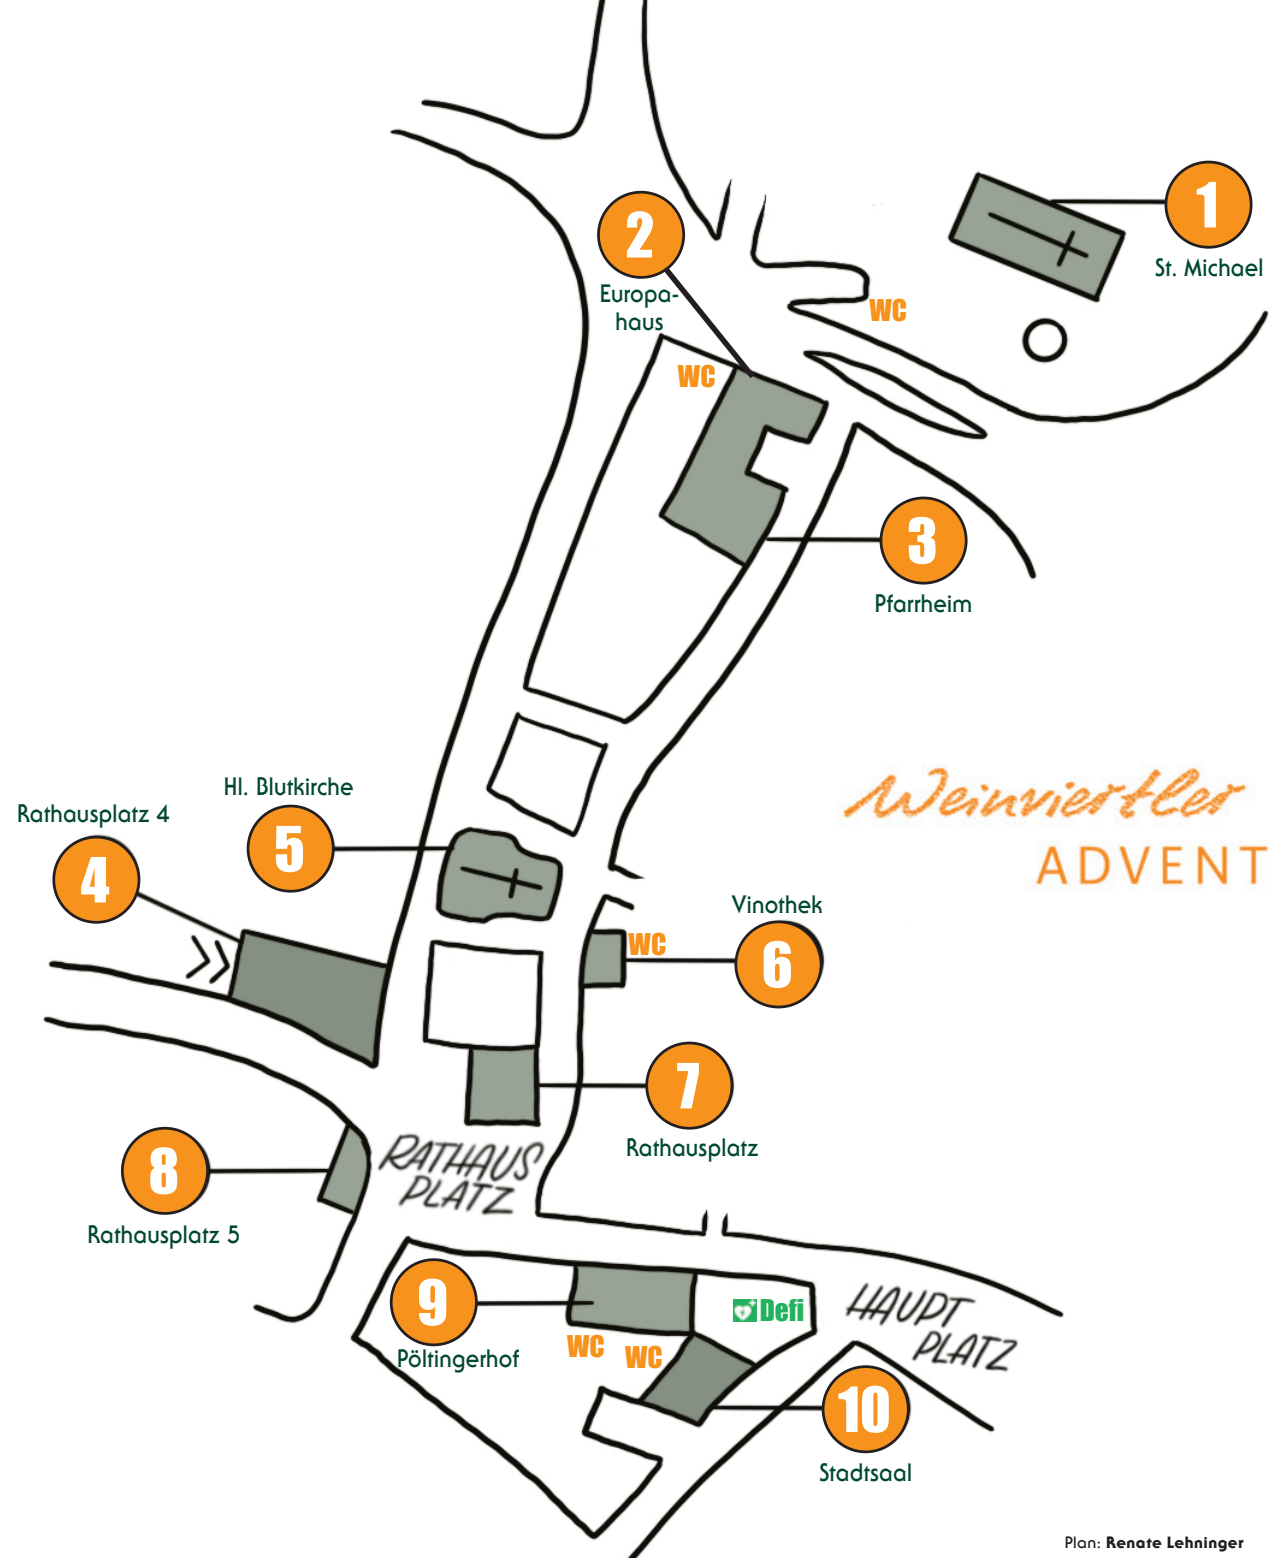 1
St. Michael
2
Europa-
haus
WC
WC
3
Pfarrheim
Weinviertler
ADVENT
Hl. Blutkirche
5
Rathausplatz 4
4
Vinothek
6
WC
7
Rathausplatz
8
Rathausplatz 5
RATHAUS
PLATZ
9
Pöltingerhof
WC
WC
Defi
HAUPT
PLATZ
10
Stadtsaal
Plan: Renate Lehninger